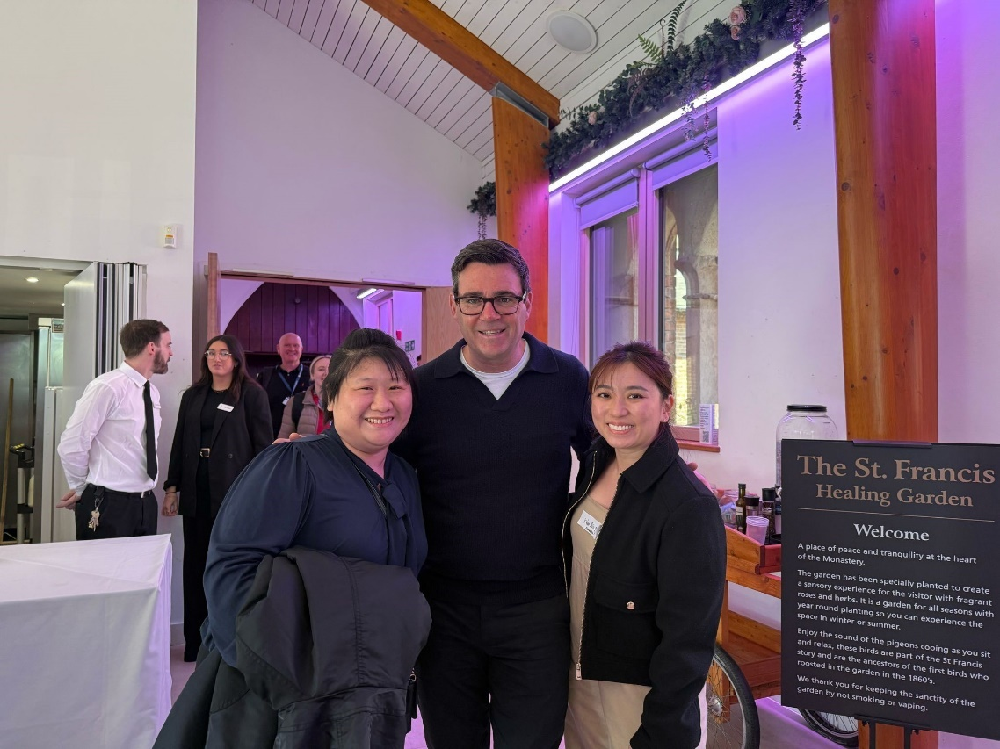 The St. Francis
Healing Garden
Welcome
A place of peace and tranquility at the heart
of the Monastery.
The garden has been specially planted to create
a sensory experience for the visitor with fragrant
roses and herbs. It is a garden for all seasons with
year round planting so you can experience the
space in winter or summer.
Enjoy the sound of the pigeons cooing as you sit
and relax, these birds are part of the St Francis
story and are the ancestors of the first birds who
roosted in the garden in the 1860's.
We thank you for keeping the sanctity of the
garden by not smoking or vaping.